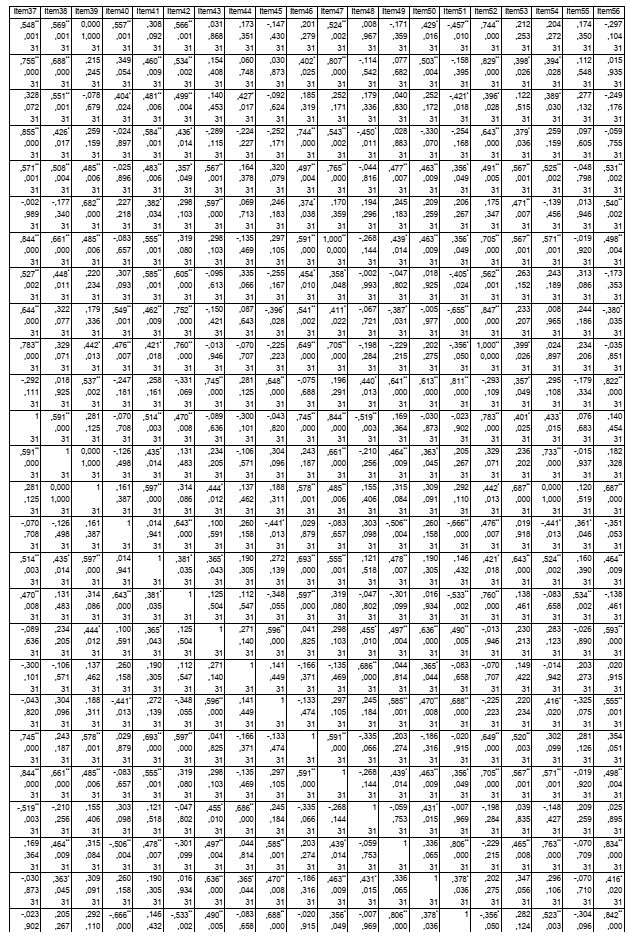 Item37 Item38 Item39 Item40 Item41 Item42 Item43 Item44 Item45 Item46 Item47 Item48 Item49 Item50 Item51 Item52 Item53 Item54 Item55 Item56
,548** ,569** 0,000 ,557** ,308 ,566** ,031 ,173 -,147 ,201 ,524** ,008 -,171 ,429* -,457** ,744** ,212 ,204 ,174 -,297
,001 ,001 1,000 ,001 ,092 ,001 ,868 ,351 ,430 ,279 ,002 ,967 ,359 ,016 ,010 ,000 ,253 ,272 ,350 ,104
31 31 31 31 31 31 31 31 31 31 31 31 31 31 31 31 31 31 31 31
,755** ,688** ,215 ,349 ,460** ,534** ,154 ,060 ,030 ,402* ,807** -,114 ,077 ,503** -,158 ,829** ,398* ,394* ,112 ,015
,000 ,000 ,245 ,054 ,009 ,002 ,408 ,748 ,873 ,025 ,000 ,542 ,682 ,004 ,395 ,000 ,026 ,028 ,548 ,935
31 31 31 31 31 31 31 31 31 31 31 31 31 31 31 31 31 31 31 31
,328 ,551** -,078 ,404* ,481** ,499** ,140 ,427* -,092 ,185 ,252 ,179 ,040 ,252 -,421* ,396* ,122 ,389* ,277 -,249
,072 ,001 ,679 ,024 ,006 ,004 ,453 ,017 ,624 ,319 ,171 ,336 ,830 ,172 ,018 ,028 ,515 ,030 ,132 ,176
31 31 31 31 31 31 31 31 31 31 31 31 31 31 31 31 31 31 31 31
,855** ,426* ,259 -,024 ,584** ,436* -,289 -,224 -,252 ,744** ,543** -,450* ,028 -,330 -,254 ,643** ,379* ,259 ,097 -,059
,000 ,017 ,159 ,897 ,001 ,014 ,115 ,227 ,171 ,000 ,002 ,011 ,883 ,070 ,168 ,000 ,036 ,159 ,605 ,755
31 31 31 31 31 31 31 31 31 31 31 31 31 31 31 31 31 31 31 31
,571** ,508** ,485** -,025 ,483** ,357* ,567** ,164 ,320 ,497** ,765** -,044 ,477** ,463** ,356* ,491** ,567** ,525** -,048 ,531**
,001 ,004 ,006 ,896 ,006 ,049 ,001 ,378 ,079 ,004 ,000 ,816 ,007 ,009 ,049 ,005 ,001 ,002 ,798 ,002
31 31 31 31 31 31 31 31 31 31 31 31 31 31 31 31 31 31 31 31
-,002 -,177 ,682** ,227 ,382* ,298 ,597** ,069 ,246 ,374* ,170 ,194 ,245 ,209 ,206 ,175 ,471** -,139 ,013 ,540**
,989 ,340 ,000 ,218 ,034 ,103 ,000 ,713 ,183 ,038 ,359 ,296 ,183 ,259 ,267 ,347 ,007 ,456 ,946 ,002
31 31 31 31 31 31 31 31 31 31 31 31 31 31 31 31 31 31 31 31
,844** ,661** ,485** -,083 ,555** ,319 ,298 -,135 ,297 ,591** 1,000** -,268 ,439* ,463** ,356* ,705** ,567** ,571** -,019 ,498**
,000 ,000 ,006 ,657 ,001 ,080 ,103 ,469 ,105 ,000 0,000 ,144 ,014 ,009 ,049 ,000 ,001 ,001 ,920 ,004
31 31 31 31 31 31 31 31 31 31 31 31 31 31 31 31 31 31 31 31
,527** ,448* ,220 ,307 ,585** ,605** -,095 ,335 -,255 ,454* ,358* -,002 -,047 ,018 -,405* ,562** ,263 ,243 ,313 -,173
,002 ,011 ,234 ,093 ,001 ,000 ,613 ,066 ,167 ,010 ,048 ,993 ,802 ,925 ,024 ,001 ,152 ,189 ,086 ,353
31 31 31 31 31 31 31 31 31 31 31 31 31 31 31 31 31 31 31 31
,644** ,322 ,179 ,549** ,462** ,752** -,150 ,087 -,396* ,541** ,411* -,067 -,387* -,005 -,655** ,847** ,233 ,008 ,244 -,380*
,000 ,077 ,336 ,001 ,009 ,000 ,421 ,643 ,028 ,002 ,022 ,721 ,031 ,977 ,000 ,000 ,207 ,965 ,186 ,035
31 31 31 31 31 31 31 31 31 31 31 31 31 31 31 31 31 31 31 31
,783** ,329 ,442* ,476** ,421* ,760** -,013 -,070 -,225 ,649** ,705** -,198 -,229 ,202 -,356* 1,000** ,399* ,024 ,234 -,035
,000 ,071 ,013 ,007 ,018 ,000 ,946 ,707 ,223 ,000 ,000 ,284 ,215 ,275 ,050 0,000 ,026 ,897 ,206 ,851
31 31 31 31 31 31 31 31 31 31 31 31 31 31 31 31 31 31 31 31
-,292 ,018 ,537** -,247 ,258 -,331 ,745** ,281 ,648** -,075 ,196 ,440* ,641** ,613** ,811** -,293 ,357* ,295 -,179 ,822**
,111 ,925 ,002 ,181 ,161 ,069 ,000 ,125 ,000 ,688 ,291 ,013 ,000 ,000 ,000 ,109 ,049 ,108 ,334 ,000
31 31 31 31 31 31 31 31 31 31 31 31 31 31 31 31 31 31 31 31
1 ,591** ,281 -,070 ,514** ,470** -,089 -,300 -,043 ,745** ,844** -,519** ,169 -,030 -,023 ,783** ,401* ,433* ,076 ,140
,000 ,125 ,708 ,003 ,008 ,636 ,101 ,820 ,000 ,000 ,003 ,364 ,873 ,902 ,000 ,025 ,015 ,683 ,454
31 31 31 31 31 31 31 31 31 31 31 31 31 31 31 31 31 31 31 31
,591** 1 0,000 -,126 ,435* ,131 ,234 -,106 ,304 ,243 ,661** -,210 ,464** ,363* ,205 ,329 ,236 ,733** -,015 ,182
,000 1,000 ,498 ,014 ,483 ,205 ,571 ,096 ,187 ,000 ,256 ,009 ,045 ,267 ,071 ,202 ,000 ,937 ,328
31 31 31 31 31 31 31 31 31 31 31 31 31 31 31 31 31 31 31 31
,281 0,000 1 ,161 ,597** ,314 ,444* ,137 ,188 ,578** ,485** ,155 ,315 ,309 ,292 ,442* ,687** 0,000 ,120 ,687**
,125 1,000 ,387 ,000 ,086 ,012 ,462 ,311 ,001 ,006 ,406 ,084 ,091 ,110 ,013 ,000 1,000 ,519 ,000
31 31 31 31 31 31 31 31 31 31 31 31 31 31 31 31 31 31 31 31
-,070 -,126 ,161 1 ,014 ,643** ,100 ,260 -,441* ,029 -,083 ,303 -,506** ,260 -,666** ,476** ,019 -,441* ,361* -,351
,708 ,498 ,387 ,941 ,000 ,591 ,158 ,013 ,879 ,657 ,098 ,004 ,158 ,000 ,007 ,918 ,013 ,046 ,053
31 31 31 31 31 31 31 31 31 31 31 31 31 31 31 31 31 31 31 31
,514** ,435* ,597** ,014 1 ,381* ,365* ,190 ,272 ,693** ,555** -,121 ,478** ,190 ,146 ,421* ,643** ,524** ,160 ,464**
,003 ,014 ,000 ,941 ,035 ,043 ,305 ,139 ,000 ,001 ,518 ,007 ,305 ,432 ,018 ,000 ,002 ,390 ,009
31 31 31 31 31 31 31 31 31 31 31 31 31 31 31 31 31 31 31 31
,470** ,131 ,314 ,643** ,381* 1 ,125 ,112 -,348 ,597** ,319 -,047 -,301 ,016 -,533** ,760** ,138 -,083 ,534** -,138
,008 ,483 ,086 ,000 ,035 ,504 ,547 ,055 ,000 ,080 ,802 ,099 ,934 ,002 ,000 ,461 ,658 ,002 ,461
31 31 31 31 31 31 31 31 31 31 31 31 31 31 31 31 31 31 31 31
-,089 ,234 ,444* ,100 ,365* ,125 1 ,271 ,596** ,041 ,298 ,455* ,497** ,636** ,490** -,013 ,230 ,283 -,026 ,593**
,636 ,205 ,012 ,591 ,043 ,504 ,140 ,000 ,825 ,103 ,010 ,004 ,000 ,005 ,946 ,213 ,123 ,890 ,000
31 31 31 31 31 31 31 31 31 31 31 31 31 31 31 31 31 31 31 31
-,300 -,106 ,137 ,260 ,190 ,112 ,271 1 ,141 -,166 -,135 ,686** ,044 ,365* -,083 -,070 ,149 -,014 ,203 ,020
,101 ,571 ,462 ,158 ,305 ,547 ,140 ,449 ,371 ,469 ,000 ,814 ,044 ,658 ,707 ,422 ,942 ,273 ,915
31 31 31 31 31 31 31 31 31 31 31 31 31 31 31 31 31 31 31 31
-,043 ,304 ,188 -,441* ,272 -,348 ,596** ,141 1 -,133 ,297 ,245 ,585** ,470** ,688** -,225 ,220 ,416* -,325 ,555**
,820 ,096 ,311 ,013 ,139 ,055 ,000 ,449 ,474 ,105 ,184 ,001 ,008 ,000 ,223 ,234 ,020 ,075 ,001
31 31 31 31 31 31 31 31 31 31 31 31 31 31 31 31 31 31 31 31
,745** ,243 ,578** ,029 ,693** ,597** ,041 -,166 -,133 1 ,591** -,335 ,203 -,186 -,020 ,649** ,520** ,302 ,281 ,354
,000 ,187 ,001 ,879 ,000 ,000 ,825 ,371 ,474 ,000 ,066 ,274 ,316 ,915 ,000 ,003 ,099 ,126 ,051
31 31 31 31 31 31 31 31 31 31 31 31 31 31 31 31 31 31 31 31
,844** ,661** ,485** -,083 ,555** ,319 ,298 -,135 ,297 ,591** 1 -,268 ,439* ,463** ,356* ,705** ,567** ,571** -,019 ,498**
,000 ,000 ,006 ,657 ,001 ,080 ,103 ,469 ,105 ,000 ,144 ,014 ,009 ,049 ,000 ,001 ,001 ,920 ,004
31 31 31 31 31 31 31 31 31 31 31 31 31 31 31 31 31 31 31 31
-,519** -,210 ,155 ,303 -,121 -,047 ,455* ,686** ,245 -,335 -,268 1 -,059 ,431* -,007 -,198 ,039 -,148 ,209 ,025
,003 ,256 ,406 ,098 ,518 ,802 ,010 ,000 ,184 ,066 ,144 ,753 ,015 ,969 ,284 ,835 ,427 ,259 ,895
31 31 31 31 31 31 31 31 31 31 31 31 31 31 31 31 31 31 31 31
,169 ,464** ,315 -,506** ,478** -,301 ,497** ,044 ,585** ,203 ,439* -,059 1 ,336 ,806** -,229 ,465** ,763** -,070 ,834**
,364 ,009 ,084 ,004 ,007 ,099 ,004 ,814 ,001 ,274 ,014 ,753 ,065 ,000 ,215 ,008 ,000 ,709 ,000
31 31 31 31 31 31 31 31 31 31 31 31 31 31 31 31 31 31 31 31
-,030 ,363* ,309 ,260 ,190 ,016 ,636** ,365* ,470** -,186 ,463** ,431* ,336 1 ,378* ,202 ,347 ,296 -,070 ,416*
,873 ,045 ,091 ,158 ,305 ,934 ,000 ,044 ,008 ,316 ,009 ,015 ,065 ,036 ,275 ,056 ,106 ,710 ,020
31 31 31 31 31 31 31 31 31 31 31 31 31 31 31 31 31 31 31 31
-,023 ,205 ,292 -,666** ,146 -,533** ,490** -,083 ,688** -,020 ,356* -,007 ,806** ,378* 1 -,356* ,282 ,523** -,304 ,842**
,902 ,267 ,110 ,000 ,432 ,002 ,005 ,658 ,000 ,915 ,049 ,969 ,000 ,036 ,050 ,124 ,003 ,096 ,000